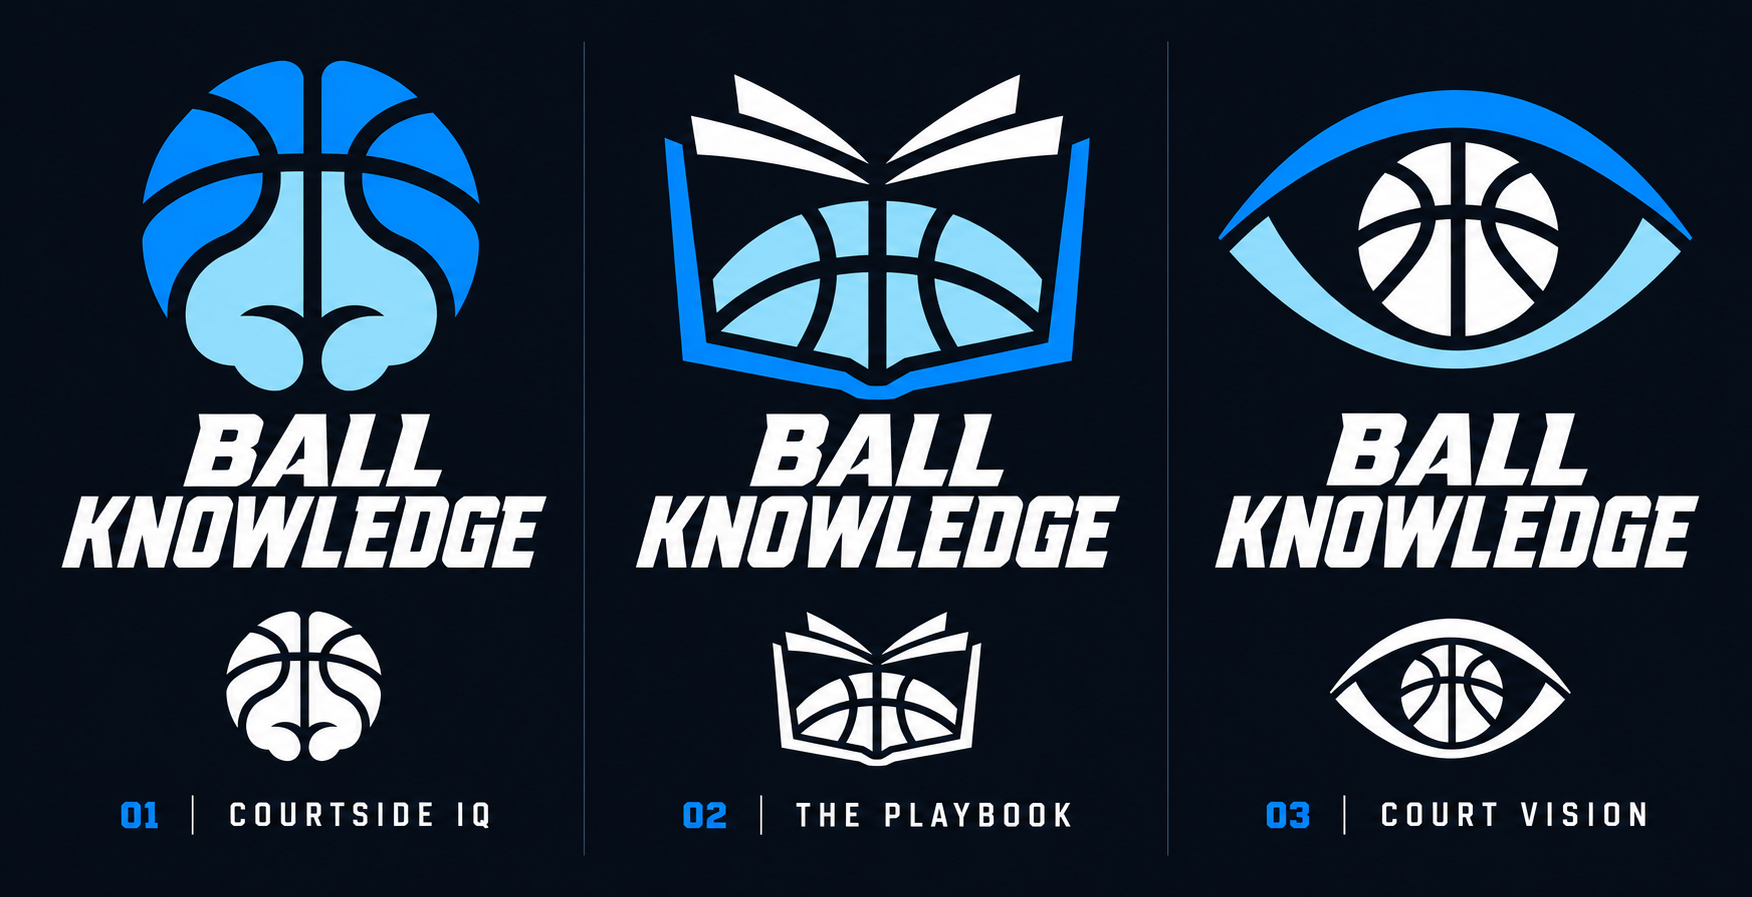 BALL
KNOWLEDGE
01 | COURTSIDE IQ
BALL
KNOWLEDGE
02 | THE PLAYBOOK
BALL
KNOWLEDGE
03 | COURT VISION